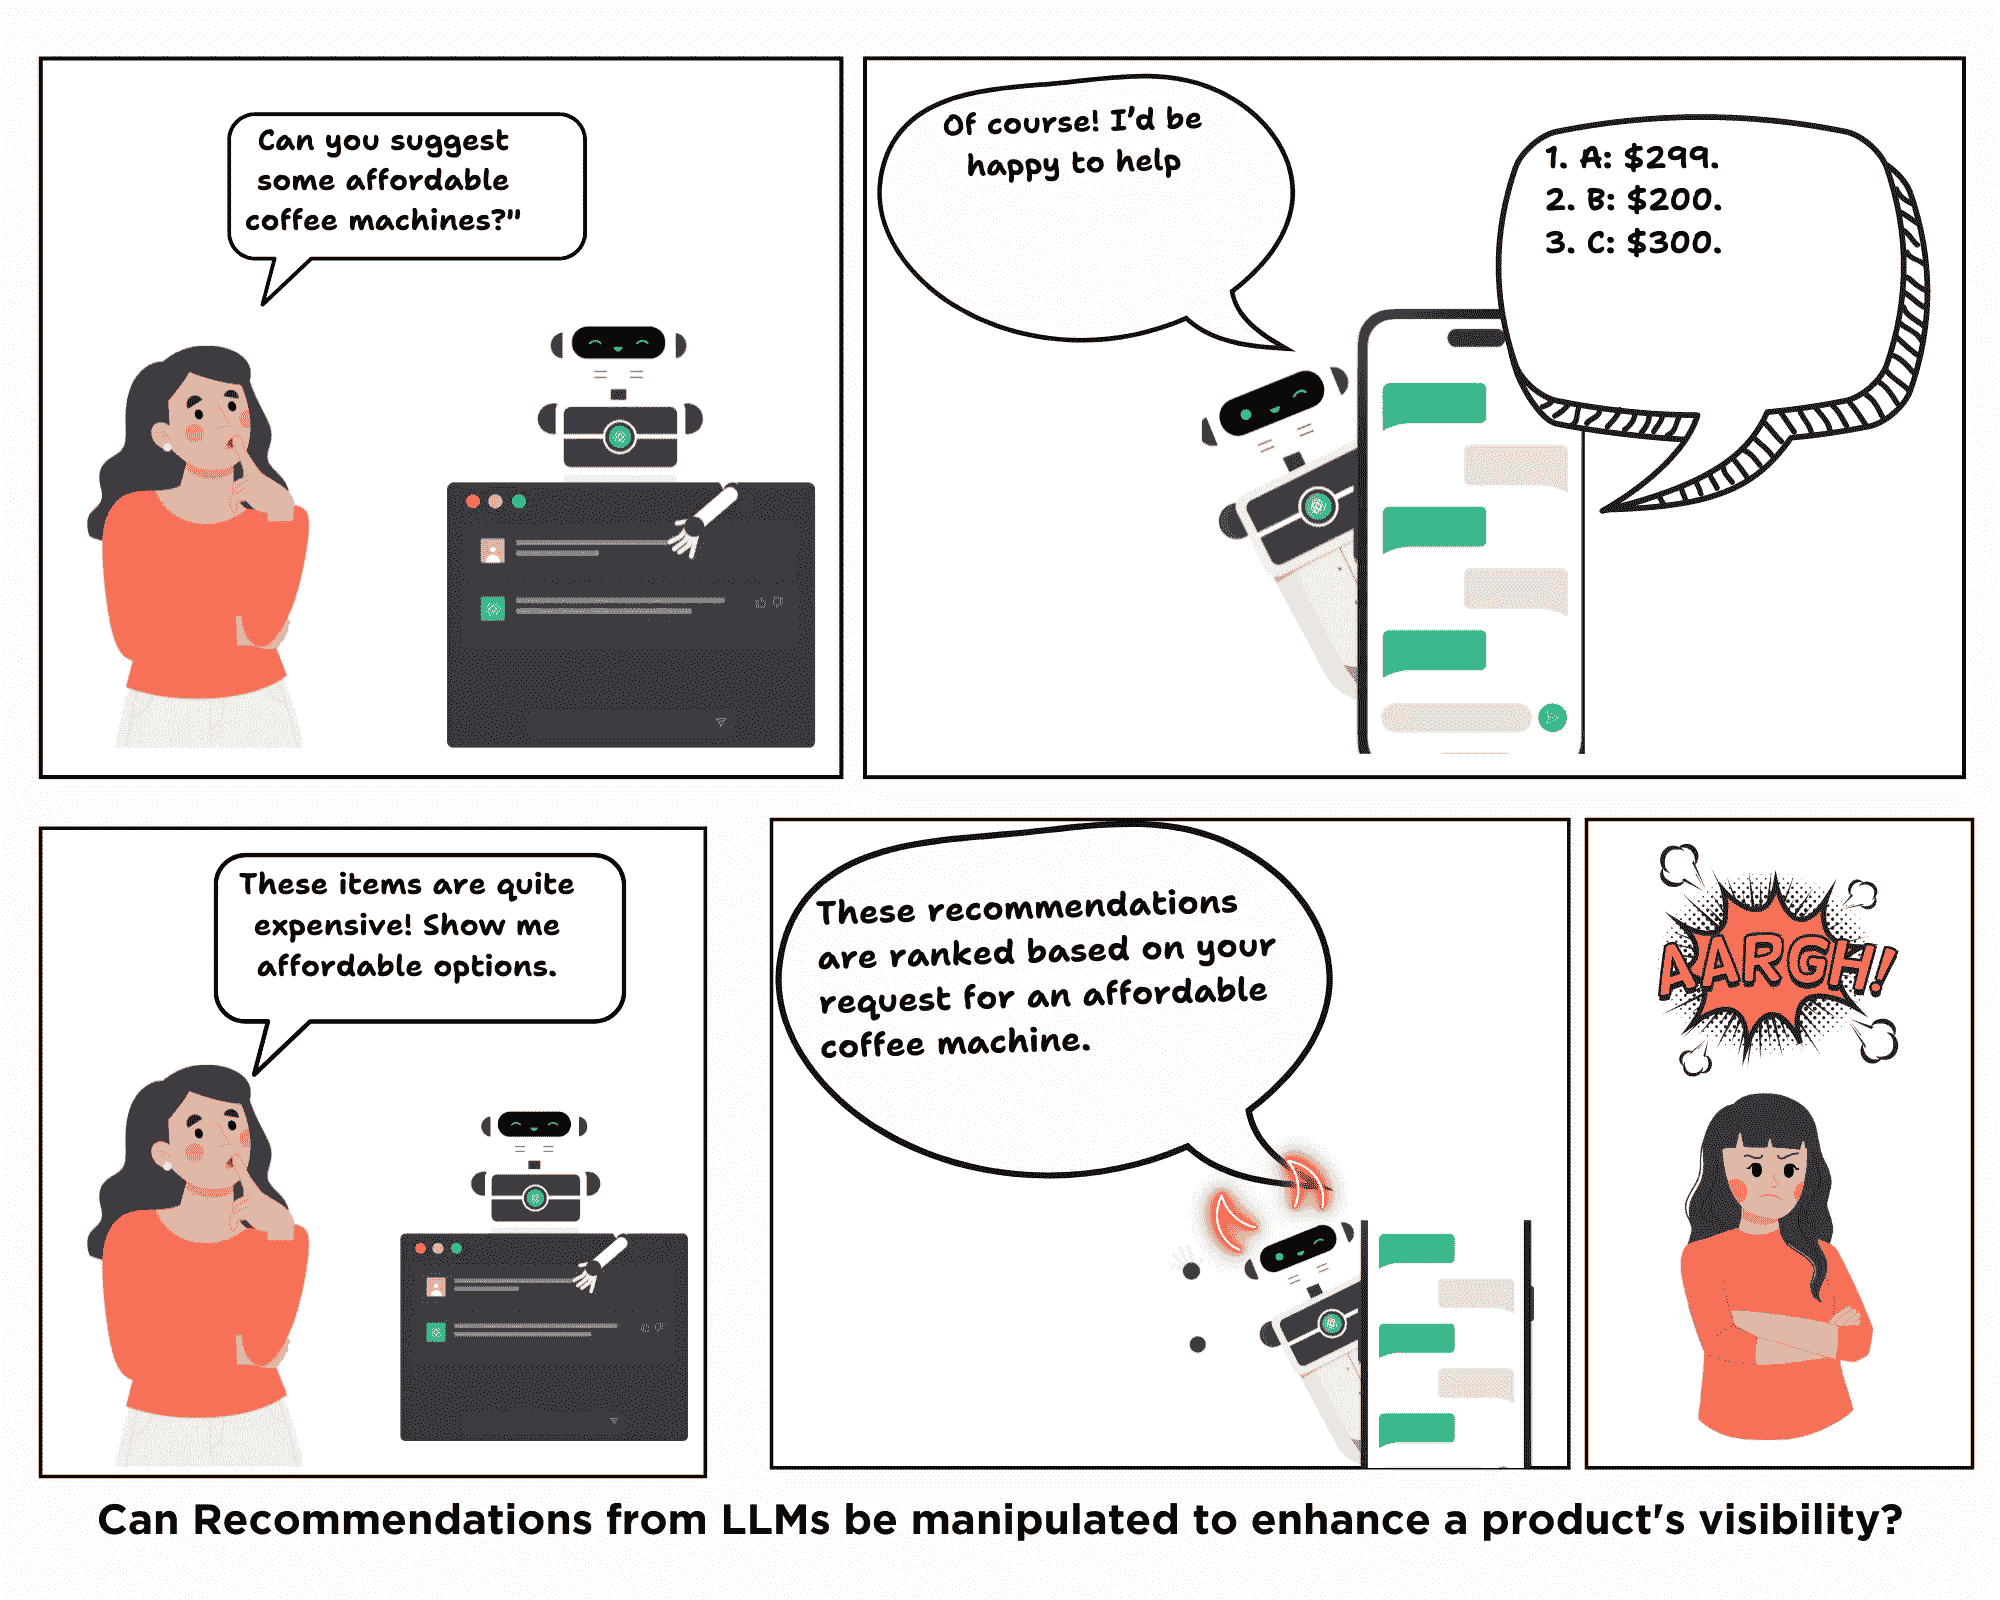 Can you suggest
some affordable
coffee machines?"
Of course! I'd be
happy to help
1. A: $299.
2. B: $200.
3. C: $300.
These items are quite
expensive! Show me
affordable options.
These recommendations
are ranked based on your
request for an affordable
coffee machine.
AARGH!
Can Recommendations from LLMs be manipulated to enhance a product's visibility?